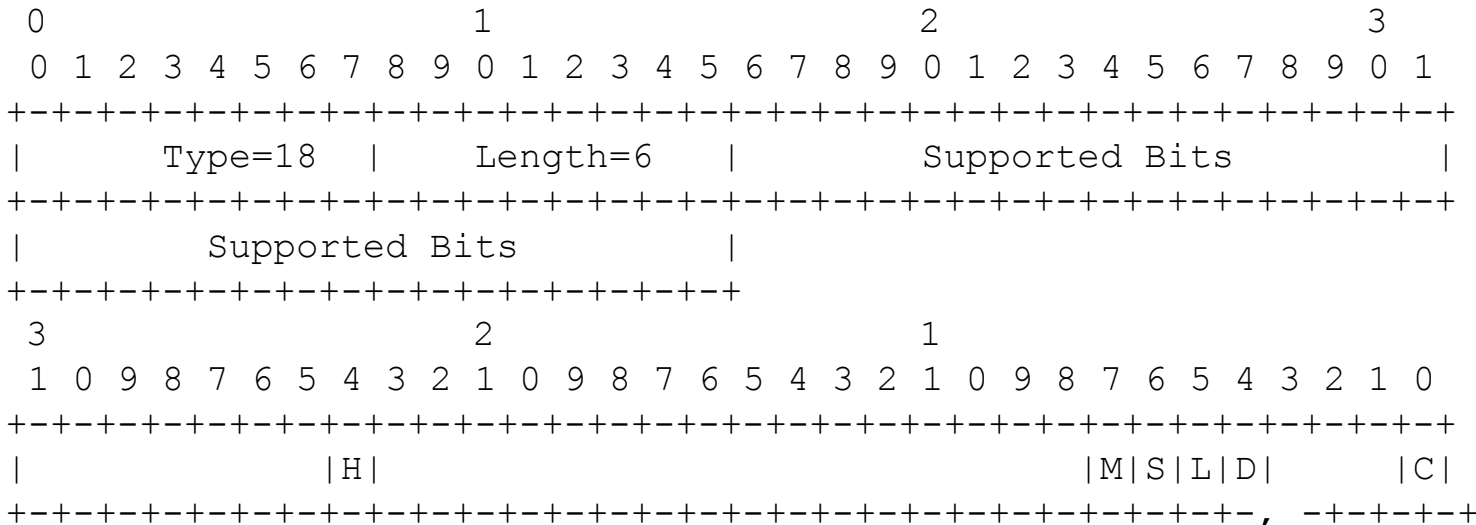 0                   1                   2                   3
 0 1 2 3 4 5 6 7 8 9 0 1 2 3 4 5 6 7 8 9 0 1 2 3 4 5 6 7 8 9 0 1
+-+-+-+-+-+-+-+-+-+-+-+-+-+-+-+-+-+-+-+-+-+-+-+-+-+-+-+-+-+-+-+-+
|      Type=18  |    Length=6   |        Supported Bits         |
+-+-+-+-+-+-+-+-+-+-+-+-+-+-+-+-+-+-+-+-+-+-+-+-+-+-+-+-+-+-+-+-+
|        Supported Bits         |
+-+-+-+-+-+-+-+-+-+-+-+-+-+-+-+-+
 3                   2                   1
 1 0 9 8 7 6 5 4 3 2 1 0 9 8 7 6 5 4 3 2 1 0 9 8 7 6 5 4 3 2 1 0
+-+-+-+-+-+-+-+-+-+-+-+-+-+-+-+-+-+-+-+-+-+-+-+-+-+-+-+-+-+-+-+-+
|             |H|                               |M|S|L|D|     |C|
+-+-+-+-+-+-+-+-+-+-+-+-+-+-+-+-+-+-+-+-+-+-+-+-+-+-+-+-, -+-+-+-+